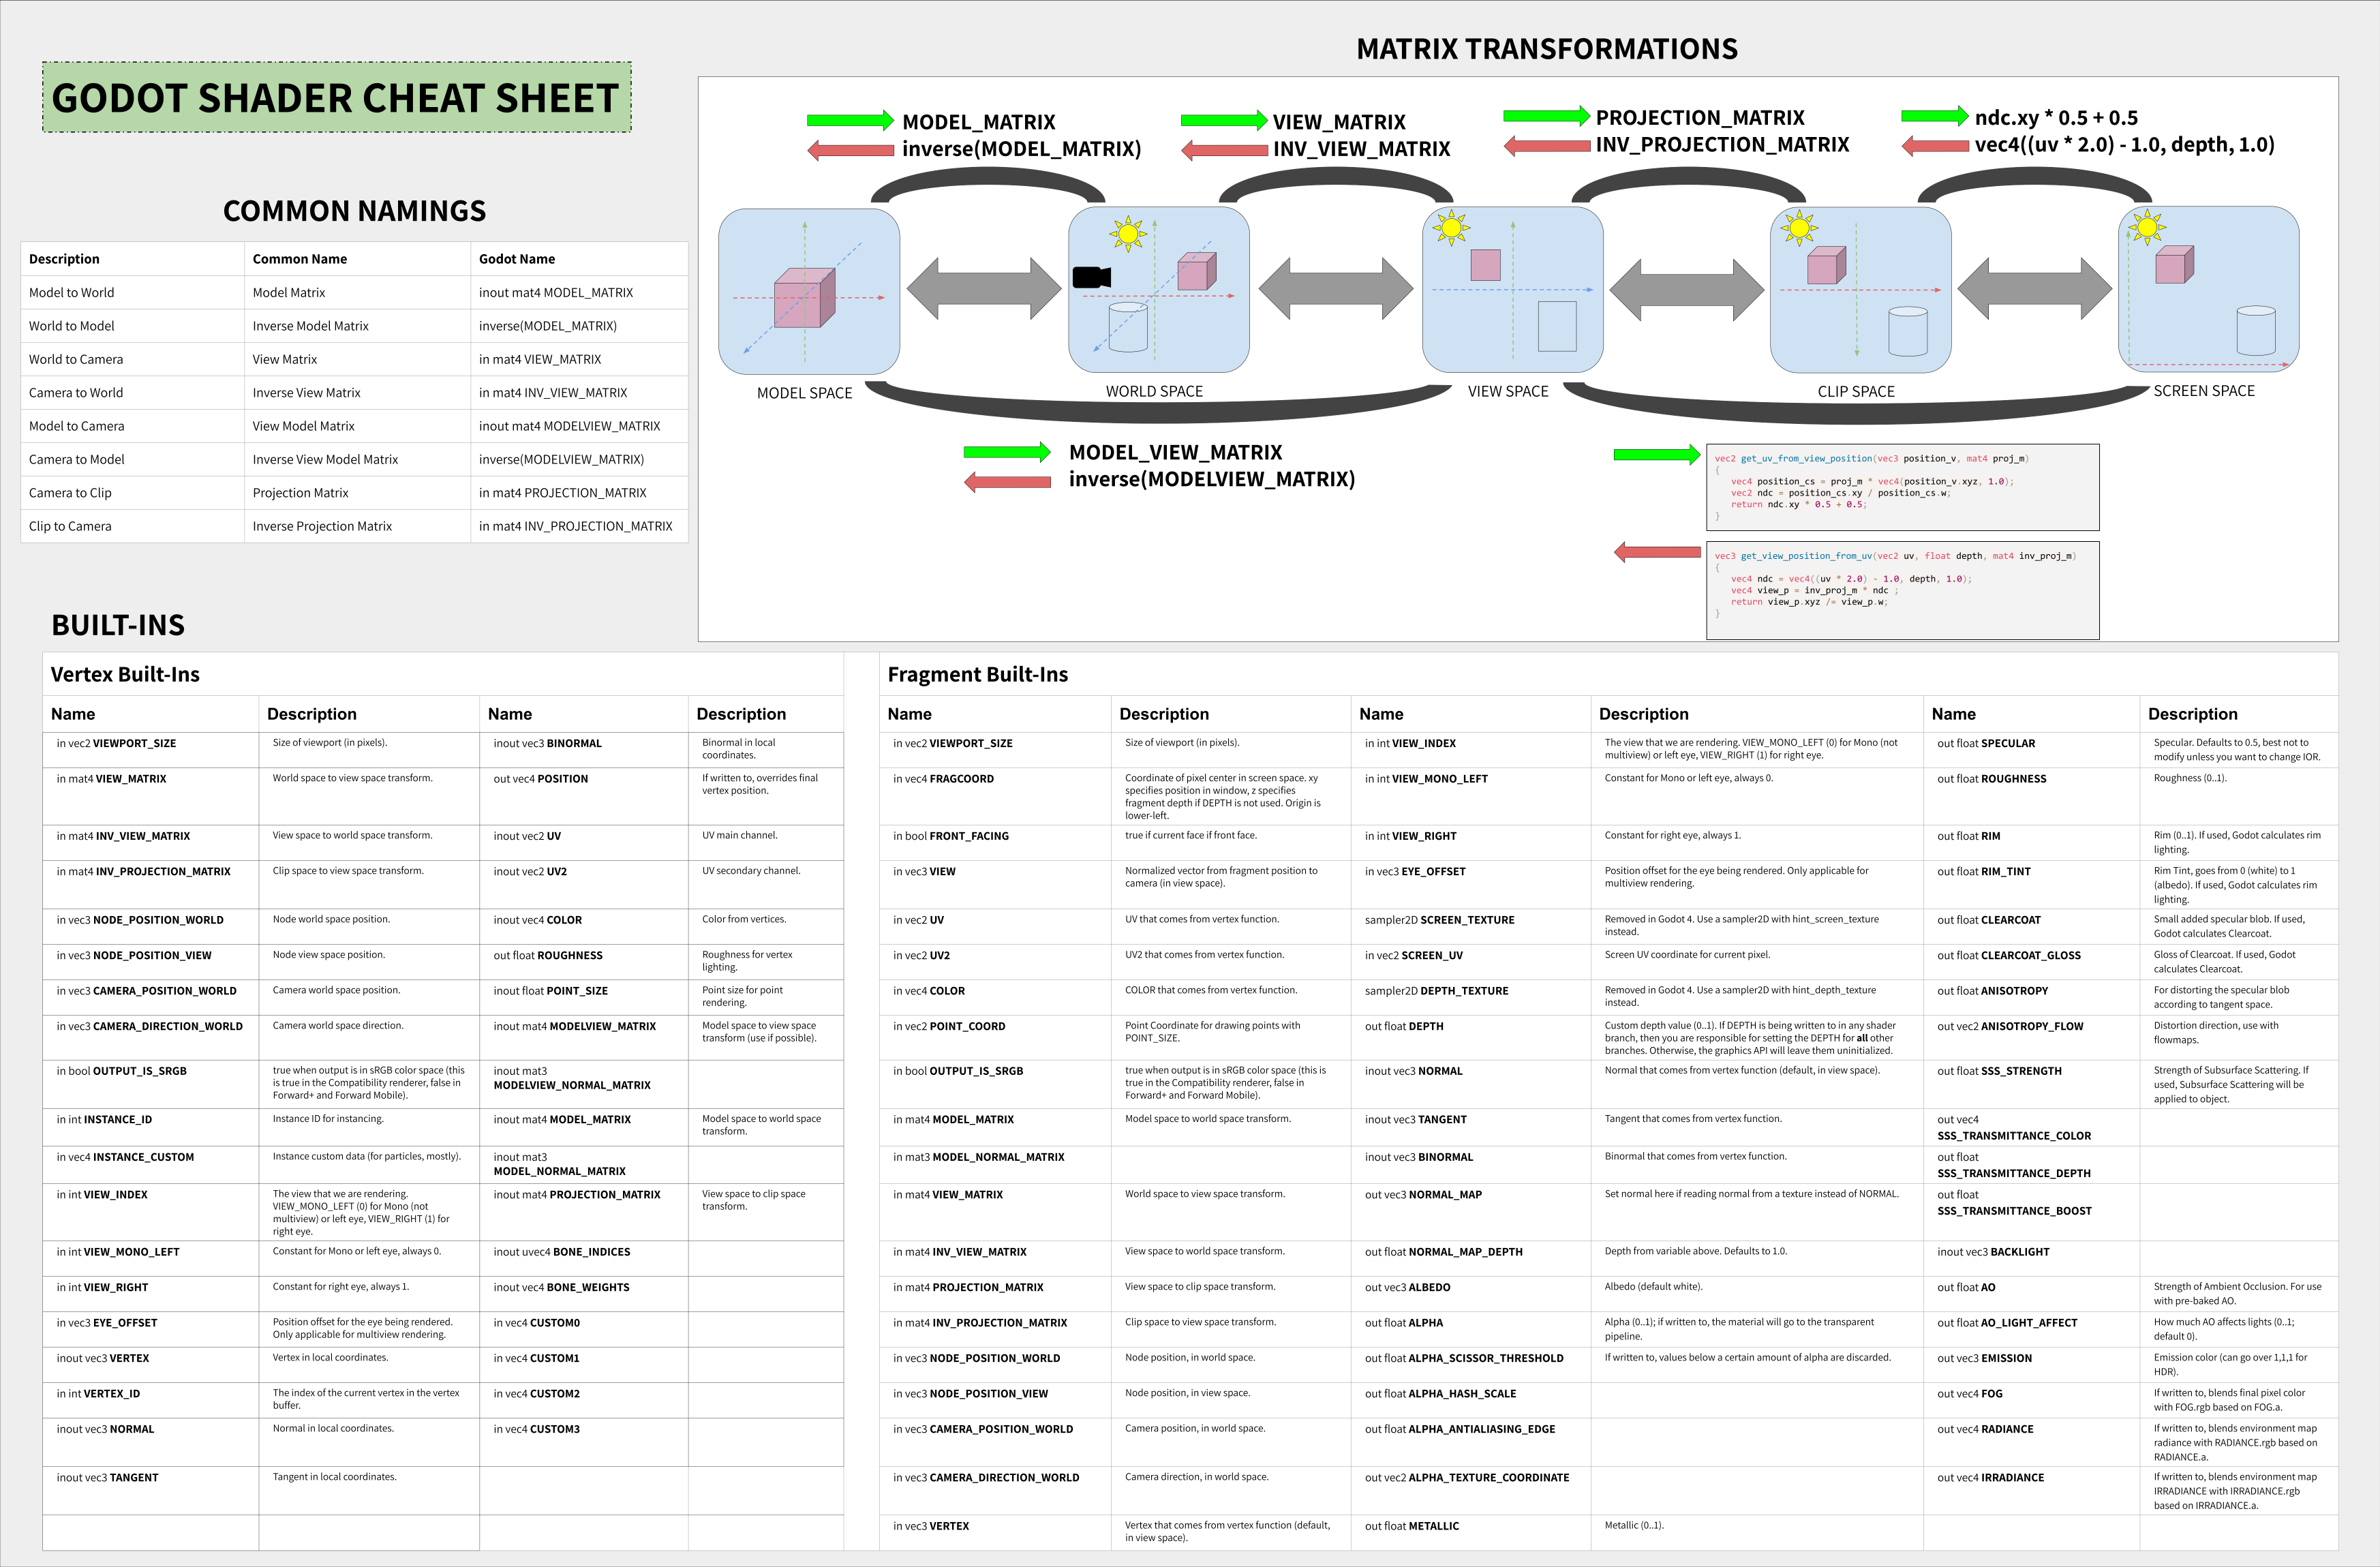 GODOT SHADER CHEAT SHEET
COMMON NAMINGS
Description Common Name Godot Name
Model to World Model Matrix inout mat4 MODEL_MATRIX
World to Model Inverse Model Matrix inverse(MODEL_MATRIX)
World to Camera View Matrix in mat4 VIEW_MATRIX
Camera to World Inverse View Matrix in mat4 INV_VIEW_MATRIX
Model to Camera View Model Matrix inout mat4 MODELVIEW_MATRIX
Camera to Model Inverse View Model Matrix inverse(MODELVIEW_MATRIX)
Camera to Clip Projection Matrix in mat4 PROJECTION_MATRIX
Clip to Camera Inverse Projection Matrix in mat4 INV_PROJECTION_MATRIX
MATRIX TRANSFORMATIONS
MODEL_MATRIX
inverse(MODEL_MATRIX)
VIEW_MATRIX
INV_VIEW_MATRIX
PROJECTION_MATRIX
INV_PROJECTION_MATRIX
ndc.xy * 0.5 + 0.5
vec4((uv * 2.0) - 1.0, depth, 1.0)
MODEL SPACE
WORLD SPACE
VIEW SPACE
CLIP SPACE
SCREEN SPACE
MODEL_VIEW_MATRIX
inverse(MODELVIEW_MATRIX)
vec2 get_uv_from_view_position(vec3 position_v, mat4 proj_m)
{
vec4 position_cs = proj_m * vec4(position_v.xyz, 1.0);
vec2 ndc = position_cs.xy / position_cs.w;
return ndc.xy * 0.5 + 0.5;
}
vec3 get_view_position_from_uv(vec2 uv, float depth, mat4 inv_proj_m)
{
vec4 ndc = vec4((uv * 2.0) - 1.0, depth, 1.0);
vec4 view_p = inv_proj_m * ndc ;
return view_p.xyz /= view_p.w;
}
BUILT-INS
Vertex Built-Ins
Name Description Name Description
in vec2 VIEWPORT_SIZE
Size of viewport (in pixels).
inout vec3 BINORMAL
Binormal in local
coordinates.
in mat4 VIEW_MATRIX
World space to view space transform.
out vec4 POSITION
If written to, overrides final
vertex position.
in mat4 INV_VIEW_MATRIX
View space to world space transform.
inout vec2 UV
UV main channel.
in mat4 INV_PROJECTION_MATRIX
Clip space to view space transform.
inout vec2 UV2
UV secondary channel.
in vec3 NODE_POSITION_WORLD
Node world space position.
inout vec4 COLOR
Color from vertices.
in vec3 NODE_POSITION_VIEW
Node view space position.
out float ROUGHNESS
Roughness for vertex
lighting.
in vec3 CAMERA_POSITION_WORLD
Camera world space position.
inout float POINT_SIZE
Point size for point
rendering.
in vec3 CAMERA_DIRECTION_WORLD
Camera world space direction.
inout mat4 MODELVIEW_MATRIX
Model space to view space
transform (use if possible).
in bool OUTPUT_IS_SRGB
true when output is in sRGB color space (this
is true in the Compatibility renderer, false in
Forward+ and Forward Mobile).
inout mat3
MODELVIEW_NORMAL_MATRIX
in int INSTANCE_ID
Instance ID for instancing.
inout mat4 MODEL_MATRIX
Model space to world space
transform.
in vec4 INSTANCE_CUSTOM
Instance custom data (for particles, mostly).
inout mat3
MODEL_NORMAL_MATRIX
in int VIEW_INDEX
The view that we are rendering.
VIEW_MONO_LEFT (0) for Mono (not
multiview) or left eye, VIEW_RIGHT (1) for
right eye.
inout mat4 PROJECTION_MATRIX
View space to clip space
transform.
in int VIEW_MONO_LEFT
Constant for Mono or left eye, always 0.
inout uvec4 BONE_INDICES
in int VIEW_RIGHT
Constant for right eye, always 1.
inout vec4 BONE_WEIGHTS
in vec3 EYE_OFFSET
Position offset for the eye being rendered.
Only applicable for multiview rendering.
in vec4 CUSTOM0
inout vec3 VERTEX
Vertex in local coordinates.
in vec4 CUSTOM1
in int VERTEX_ID
The index of the current vertex in the vertex
buffer.
in vec4 CUSTOM2
inout vec3 NORMAL
Normal in local coordinates.
in vec4 CUSTOM3
inout vec3 TANGENT
Tangent in local coordinates.
Fragment Built-Ins
Name Description Name Description Name Description
in vec2 VIEWPORT_SIZE
Size of viewport (in pixels).
in int VIEW_INDEX
The view that we are rendering. VIEW_MONO_LEFT (0) for Mono (not
multiview) or left eye, VIEW_RIGHT (1) for right eye.
out float SPECULAR
Specular. Defaults to 0.5, best not to
modify unless you want to change IOR.
in vec4 FRAGCOORD
Coordinate of pixel center in screen space. xy
specifies position in window, z specifies
fragment depth if DEPTH is not used. Origin is
lower-left.
in int VIEW_MONO_LEFT
Constant for Mono or left eye, always 0.
out float ROUGHNESS
Roughness (0..1).
in bool FRONT_FACING
true if current face if front face.
in int VIEW_RIGHT
Constant for right eye, always 1.
out float RIM
Rim (0..1). If used, Godot calculates rim
lighting.
in vec3 VIEW
Normalized vector from fragment position to
camera (in view space).
in vec3 EYE_OFFSET
Position offset for the eye being rendered. Only applicable for
multiview rendering.
out float RIM_TINT
Rim Tint, goes from 0 (white) to 1
(albedo). If used, Godot calculates rim
lighting.
in vec2 UV
UV that comes from vertex function.
sampler2D SCREEN_TEXTURE
Removed in Godot 4. Use a sampler2D with hint_screen_texture
instead.
out float CLEARCOAT
Small added specular blob. If used,
Godot calculates Clearcoat.
in vec2 UV2
UV2 that comes from vertex function.
in vec2 SCREEN_UV
Screen UV coordinate for current pixel.
out float CLEARCOAT_GLOSS
Gloss of Clearcoat. If used, Godot
calculates Clearcoat.
in vec4 COLOR
COLOR that comes from vertex function.
sampler2D DEPTH_TEXTURE
Removed in Godot 4. Use a sampler2D with hint_depth_texture
instead.
out float ANISOTROPY
For distorting the specular blob
according to tangent space.
in vec2 POINT_COORD
Point Coordinate for drawing points with
POINT_SIZE.
out float DEPTH
Custom depth value (0..1). If DEPTH is being written to in any shader
branch, then you are responsible for setting the DEPTH for all other
branches. Otherwise, the graphics API will leave them uninitialized.
out vec2 ANISOTROPY_FLOW
Distortion direction, use with
flowmaps.
in bool OUTPUT_IS_SRGB
true when output is in sRGB color space (this is
true in the Compatibility renderer, false in
Forward+ and Forward Mobile).
inout vec3 NORMAL
Normal that comes from vertex function (default, in view space).
out float SSS_STRENGTH
Strength of Subsurface Scattering. If
used, Subsurface Scattering will be
applied to object.
in mat4 MODEL_MATRIX
Model space to world space transform.
inout vec3 TANGENT
Tangent that comes from vertex function.
out vec4
SSS_TRANSMITTANCE_COLOR
in mat3 MODEL_NORMAL_MATRIX
inout vec3 BINORMAL
Binormal that comes from vertex function.
out float
SSS_TRANSMITTANCE_DEPTH
in mat4 VIEW_MATRIX
World space to view space transform.
out vec3 NORMAL_MAP
Set normal here if reading normal from a texture instead of NORMAL.
out float
SSS_TRANSMITTANCE_BOOST
in mat4 INV_VIEW_MATRIX
View space to world space transform.
out float NORMAL_MAP_DEPTH
Depth from variable above. Defaults to 1.0.
inout vec3 BACKLIGHT
in mat4 PROJECTION_MATRIX
View space to clip space transform.
out vec3 ALBEDO
Albedo (default white).
out float AO
Strength of Ambient Occlusion. For use
with pre-baked AO.
in mat4 INV_PROJECTION_MATRIX
Clip space to view space transform.
out float ALPHA
Alpha (0..1); if written to, the material will go to the transparent
pipeline.
out float AO_LIGHT_AFFECT
How much AO affects lights (0..1;
default 0).
in vec3 NODE_POSITION_WORLD
Node position, in world space.
out float ALPHA_SCISSOR_THRESHOLD
If written to, values below a certain amount of alpha are discarded.
out vec3 EMISSION
Emission color (can go over 1,1,1 for
HDR).
in vec3 NODE_POSITION_VIEW
Node position, in view space.
out float ALPHA_HASH_SCALE
out vec4 FOG
If written to, blends final pixel color
with FOG.rgb based on FOG.a.
in vec3 CAMERA_POSITION_WORLD
Camera position, in world space.
out float ALPHA_ANTIALIASING_EDGE
out vec4 RADIANCE
If written to, blends environment map
radiance with RADIANCE.rgb based on
RADIANCE.a.
in vec3 CAMERA_DIRECTION_WORLD
Camera direction, in world space.
out vec2 ALPHA_TEXTURE_COORDINATE
out vec4 IRRADIANCE
If written to, blends environment map
IRRADIANCE with IRRADIANCE.rgb
based on IRRADIANCE.a.
in vec3 VERTEX
Vertex that comes from vertex function (default,
in view space).
out float METALLIC
Metallic (0..1).